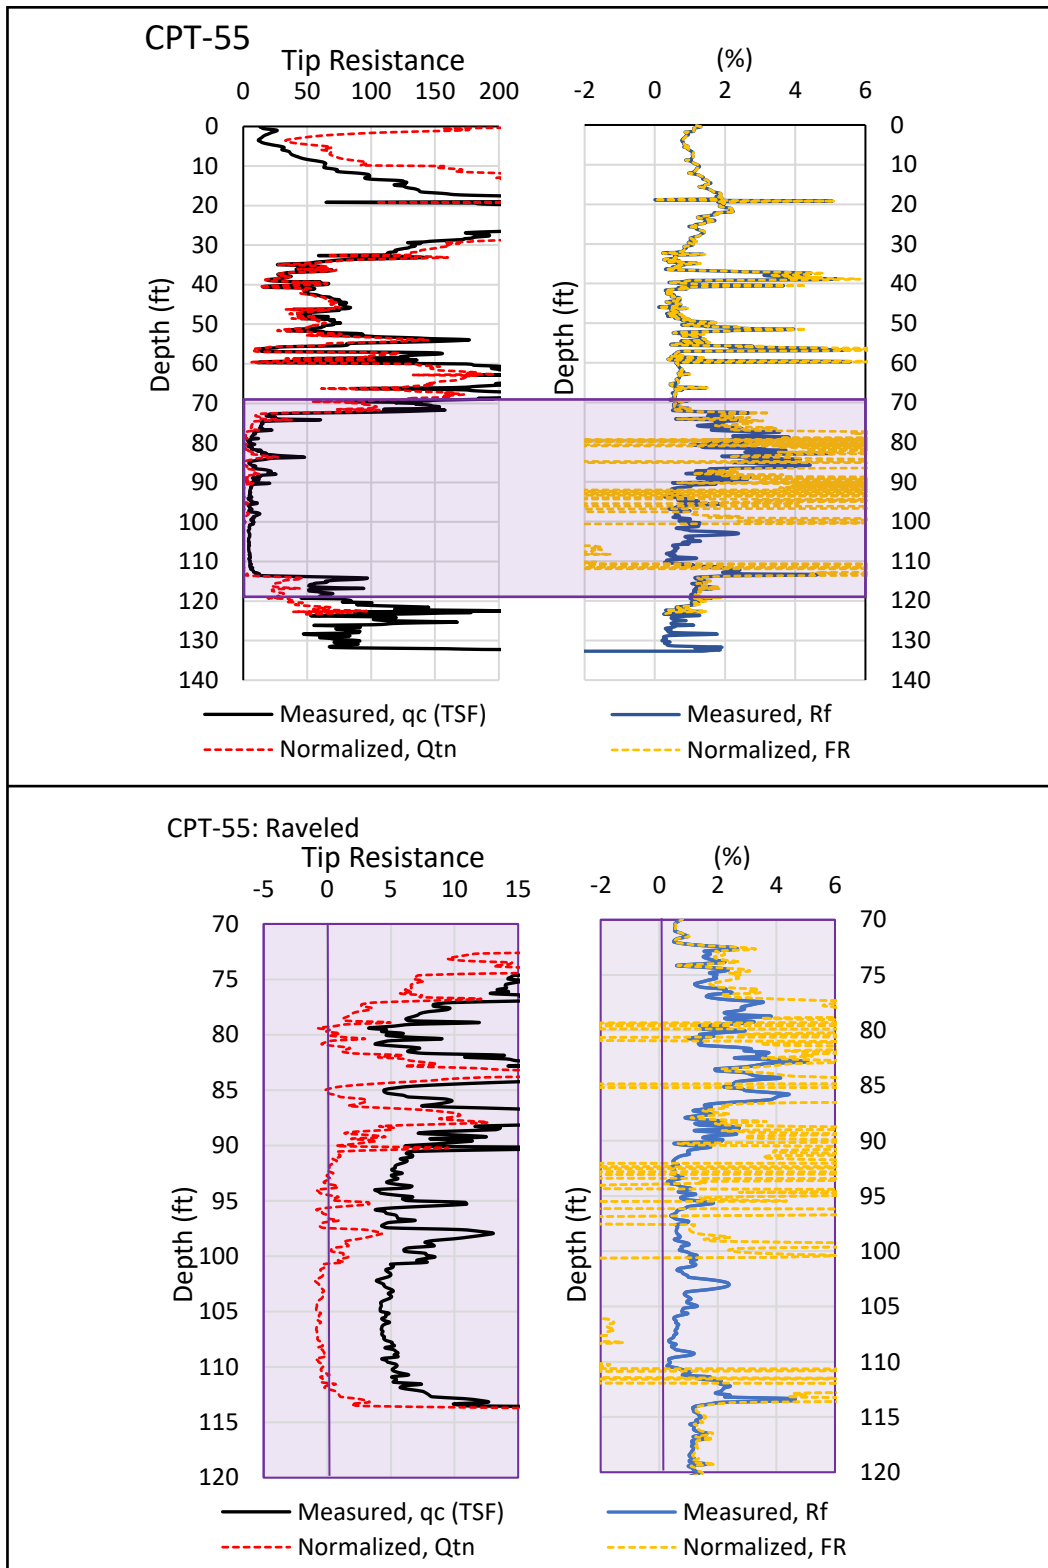 CPT-55
Tip Resistance
(%)
0 50 100 150 200
-2 0 2 4 6
0
10
20
30
40
50
60
70
80
90
100
110
120
130
140
Depth (ft)
Depth (ft)
0
10
20
30
40
50
60
70
80
90
100
110
120
130
140
Measured, qc (TSF)
Normalized, Qtn
Measured, Rf
Normalized, FR
CPT-55: Raveled
Tip Resistance
(%)
-5 0 5 10 15
-2 0 2 4 6
70
75
80
85
90
95
100
105
110
115
120
Depth (ft)
Depth (ft)
70
75
80
85
90
95
100
105
110
115
120
Measured, qc (TSF)
Normalized, Qtn
Measured, Rf
Normalized, FR